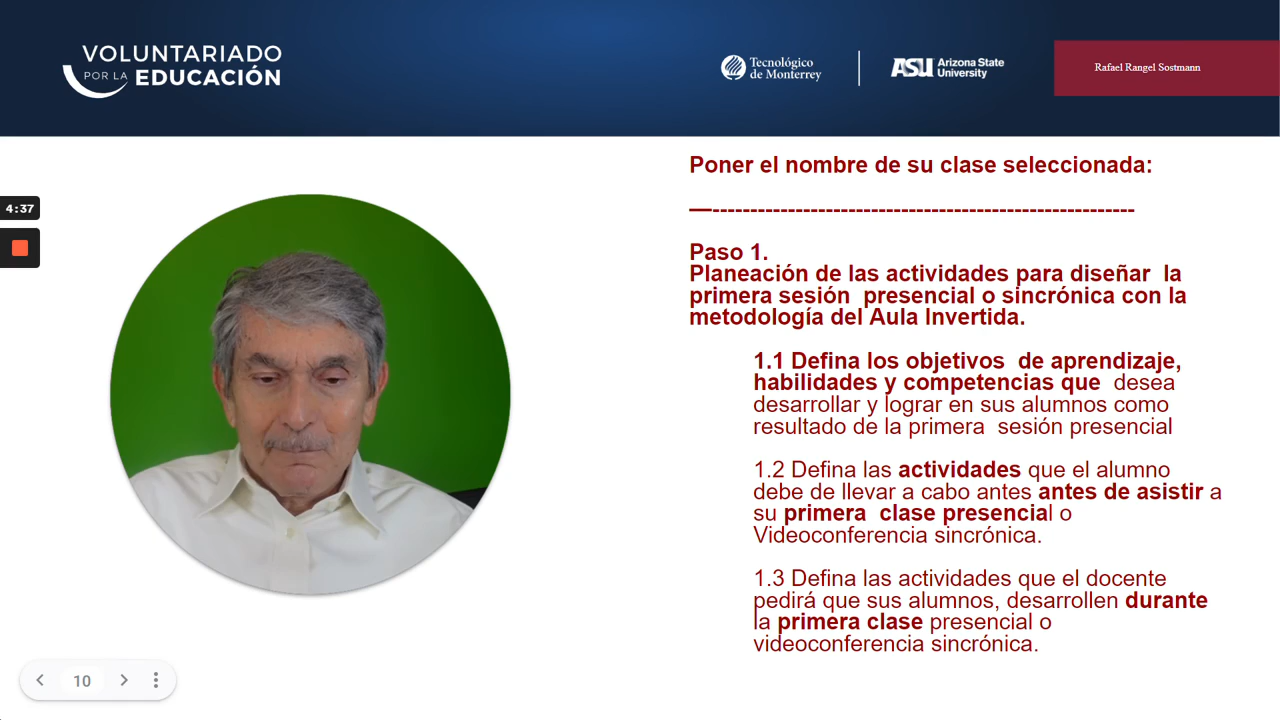 VOLUNTARIADO
POR LA EDUCACIÓN
Tecnológico
de Monterrey
ASU Arizona State
University
Rafael Rangel Sostmann
4:37
Poner el nombre de su clase seleccionada:
—--------------------------------------------------------
Paso 1.
Planeación de las actividades para diseñar  la
primera sesión  presencial o sincrónica con la
metodología del Aula Invertida.
1.1 Defina los objetivos  de aprendizaje,
habilidades y competencias que  desea
desarrollar y lograr en sus alumnos como
resultado de la primera  sesión presencial
1.2 Defina las actividades que el alumno
debe de llevar a cabo antes antes de asistir a
su primera  clase presencial o
Videoconferencia sincrónica.
1.3 Defina las actividades que el docente
pedirá que sus alumnos, desarrollen durante
la primera clase presencial o
videoconferencia sincrónica.
10